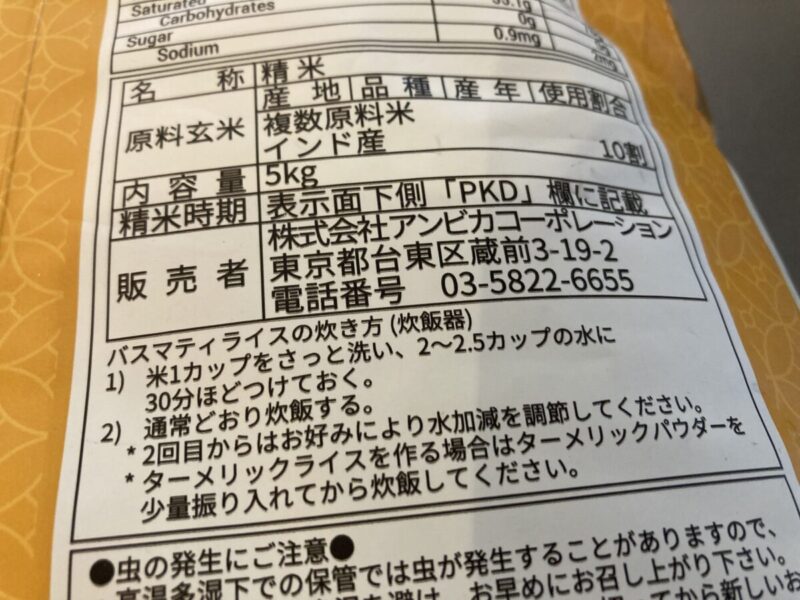 Saturated
Carbohydrates
Sugar 0g
Sodium 0.9mg 2mg
名称 精米
原料玄米 産地 品種 産年 使用割合
複数原料米
インド産 10割
内容量 5kg
精米時期 表示面下側「PKD」欄に記載
販売者 株式会社アンビカコーポレーション
東京都台東区蔵前3-19-2
電話番号 03-5822-6655
バスマティライスの炊き方 (炊飯器)
1) 米1カップをさっと洗い、2～2.5カップの水に
30分ほどつけておく。
2) 通常どおり炊飯する。
* 2回目からはお好みにより水加減を調節してください。
* ターメリックライスを作る場合はターメリックパウダーを
少量振り入れてから炊飯してください。
●虫の発生にご注意●
高温多湿下での保管では虫が発生することがありますので、
は、お早めにお召し上がり下さい。
てから新しいお